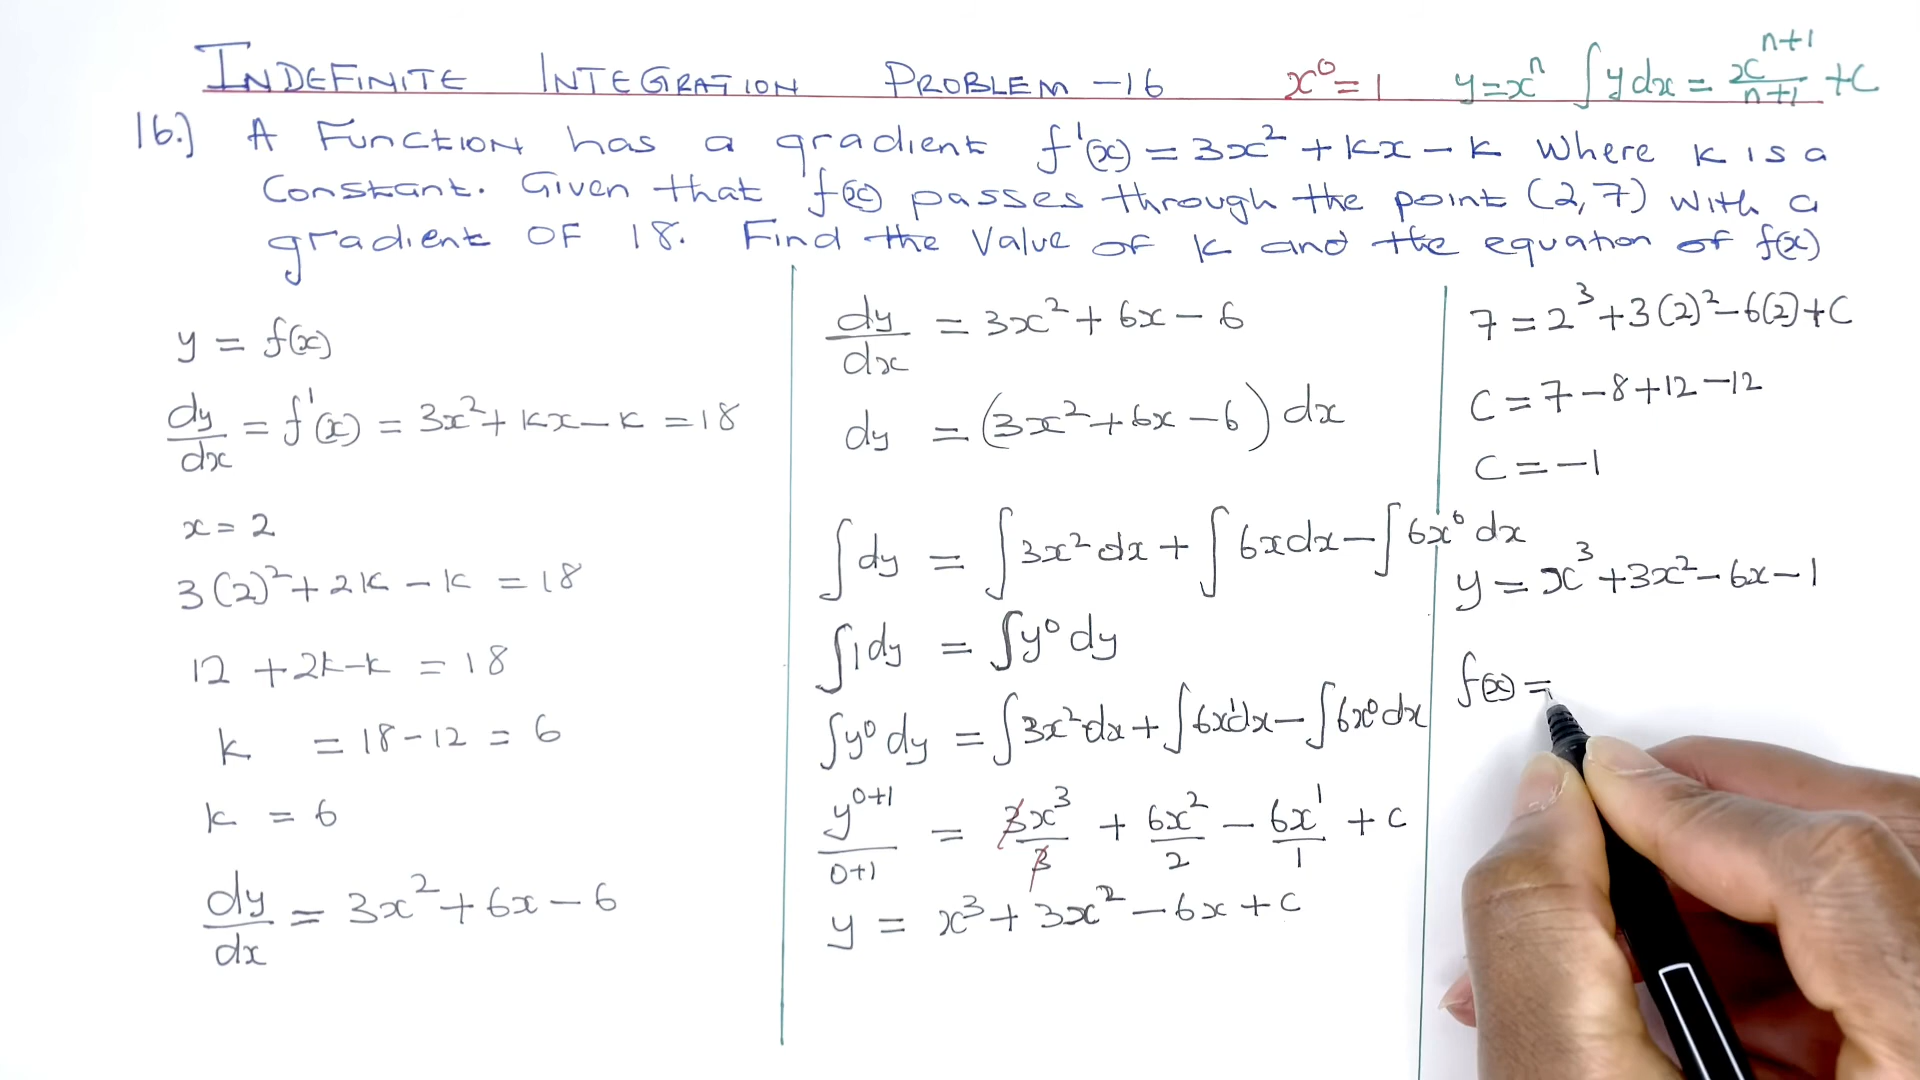 INDEFINITE INTEGRATION PROBLEM -16 x⁰=1 y=xⁿ ∫y dx = x^(n+1)/(n+1) + C
16.) A Function has a gradient f'(x) = 3x² + kx - k Where k is a
Constant. Given that f(x) passes through the point (2,7) with a
gradient OF 18. Find the Value of k and the equation of f(x)
y = f(x)
dy/dx = f'(x) = 3x² + kx - k = 18
x = 2
3(2)² + 2k - k = 18
12 + 2k - k = 18
k = 18 - 12 = 6
k = 6
dy/dx = 3x² + 6x - 6
dy/dx = 3x² + 6x - 6
dy = (3x² + 6x - 6) dx
∫dy = ∫3x² dx + ∫6x dx - ∫6x⁰ dx
∫1dy = ∫y⁰ dy
∫y⁰ dy = ∫3x² dx + ∫6x¹dx - ∫6x⁰ dx
y^(0+1)/(0+1) = 3x³/3 + 6x²/2 - 6x¹/1 + C
y = x³ + 3x² - 6x + C
7 = 2³ + 3(2)² - 6(2) + C
C = 7 - 8 + 12 - 12
C = -1
y = x³ + 3x² - 6x - 1
f(x) =